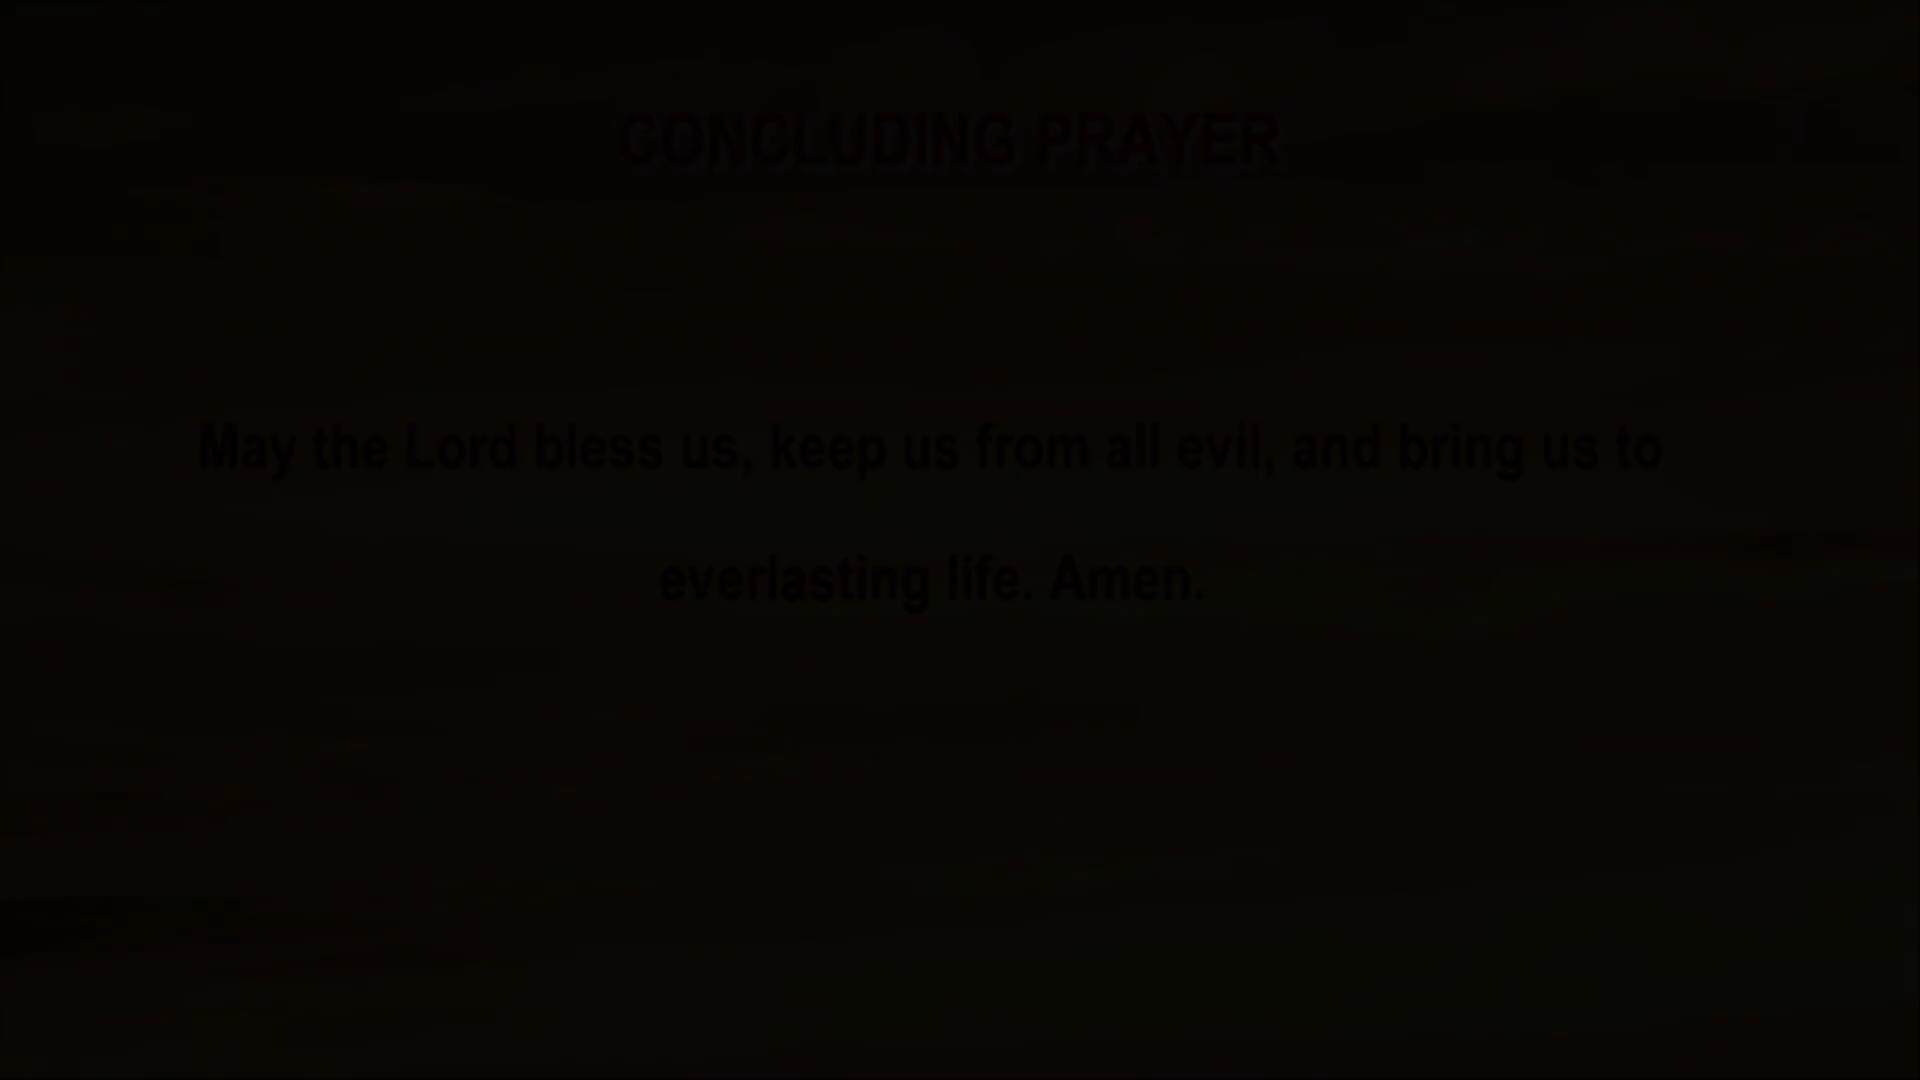 CONCLUDING PRAYER
May the Lord bless us, keep us from all evil, and bring us to
everlasting life. Amen.